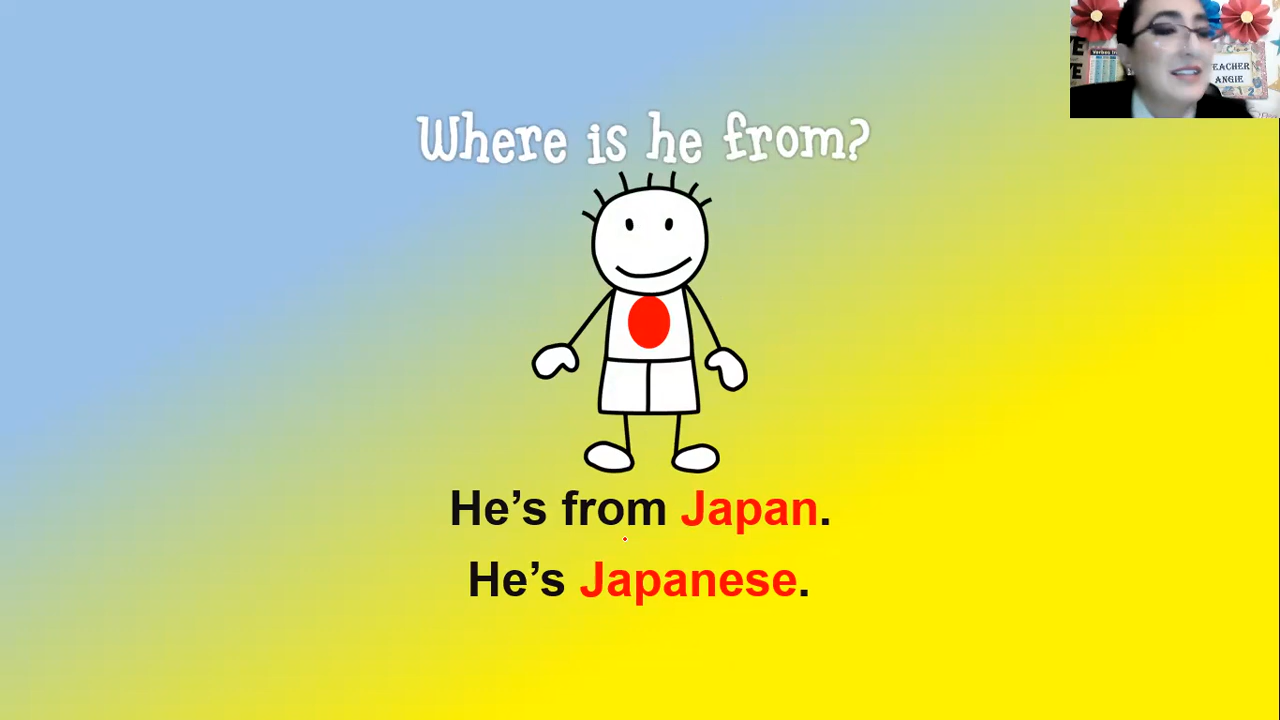 Where is he from?
He's from Japan.
He's Japanese.
TEACHER
ANGIE